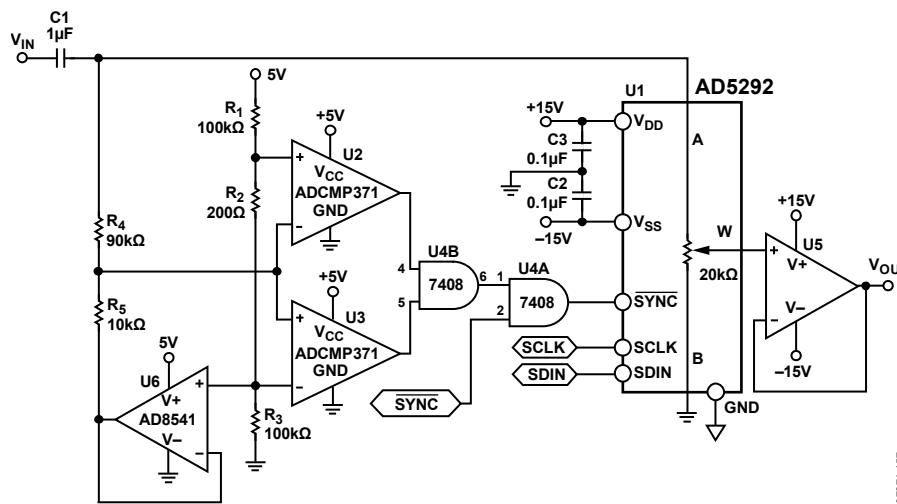 C1
1µF
VIN
5V
R1
100kΩ
+5V
U2
+
VCC
ADCMP371
GND
–
R2
200Ω
R4
90kΩ
R5
10kΩ
+5V
U3
+
VCC
ADCMP371
GND
–
5V
U6
V+
+
AD8541
V–
–
R3
100kΩ
U4B
4
7408
5
6
1
U4A
7408
2
SYNC
U1
AD5292
+15V
VDD
C3
0.1µF
C2
0.1µF
–15V
VSS
A
W
20kΩ
B
SYNC
SCLK
SCLK
SDIN
SDIN
GND
+15V
U5
+
V+
V–
–
–15V
VOUT